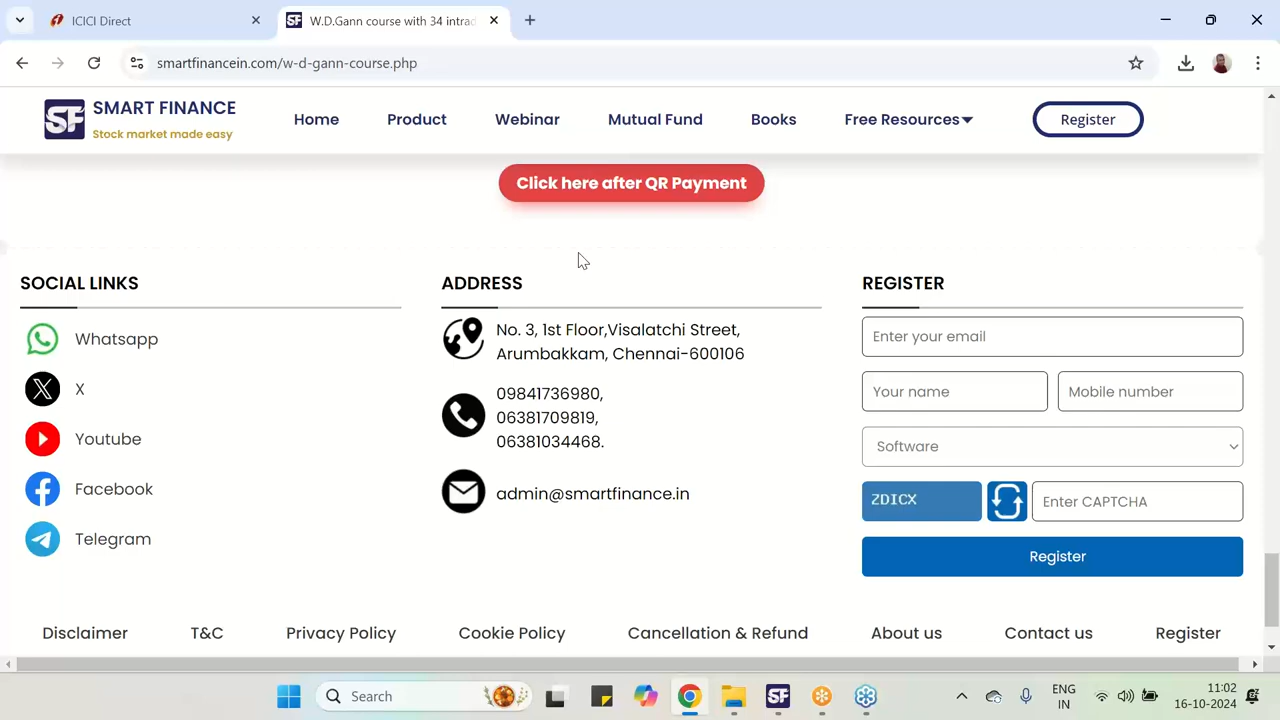 ICICI Direct
W.D.Gann course with 34 intrad
smartfinancein.com/w-d-gann-course.php
SF
SMART FINANCE
Stock market made easy
Home
Product
Webinar
Mutual Fund
Books
Free Resources
Register
Click here after QR Payment
SOCIAL LINKS
Whatsapp
X
Youtube
Facebook
Telegram
ADDRESS
No. 3, 1st Floor,Visalatchi Street,
Arumbakkam, Chennai-600106
09841736980,
06381709819,
06381034468.
admin@smartfinance.in
REGISTER
Enter your email
Your name
Mobile number
Software
ZDICX
Enter CAPTCHA
Register
Disclaimer
T&C
Privacy Policy
Cookie Policy
Cancellation & Refund
About us
Contact us
Register
Search
SF
ENG
IN
11:02
16-10-2024